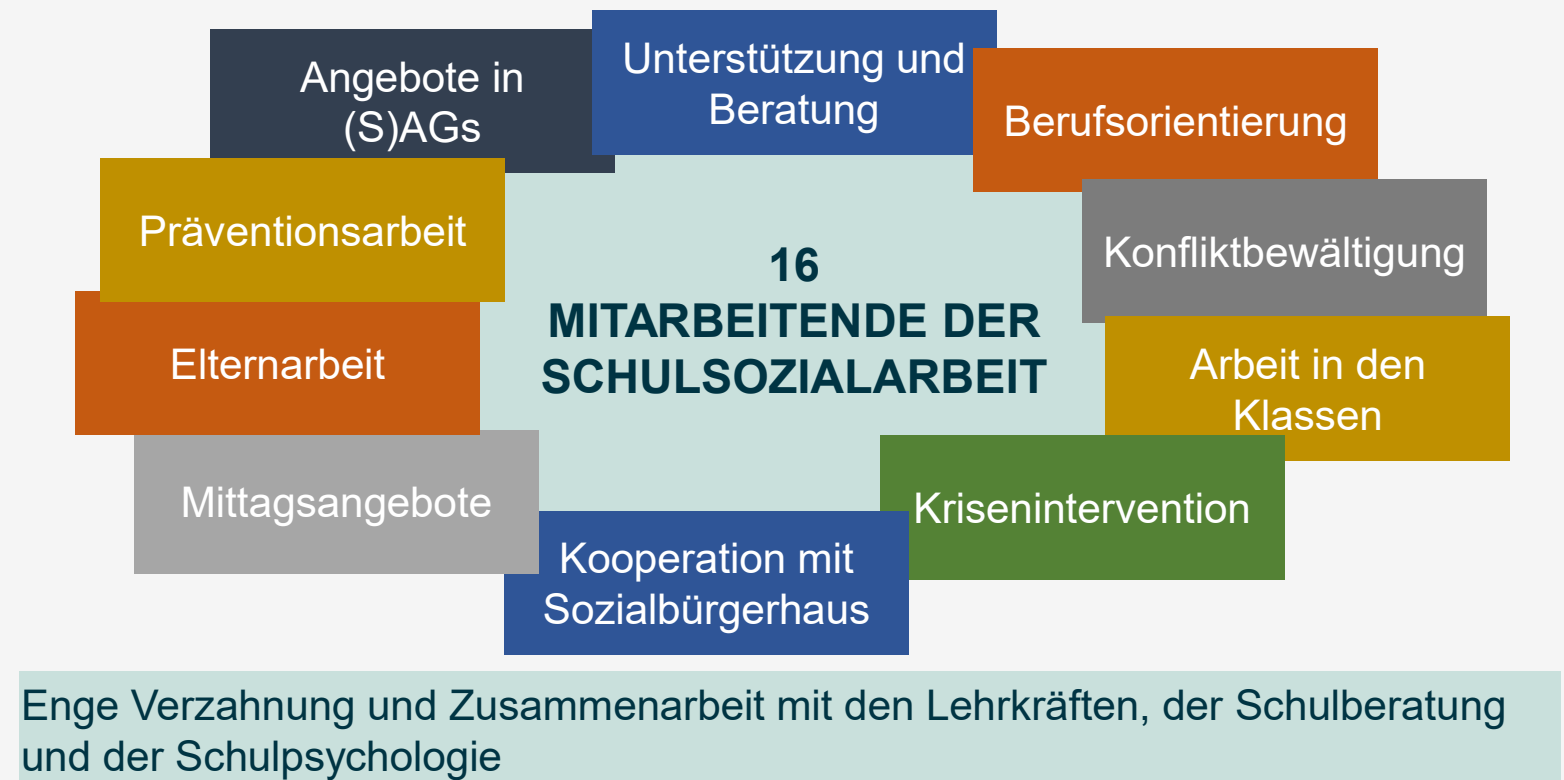 Angebote in
(S)AGs
Unterstützung und
Beratung
Berufsorientierung
Präventionsarbeit
Konfliktbewältigung
16
MITARBEITENDE DER
SCHULSOZIALARBEIT
Elternarbeit
Arbeit in den
Klassen
Mittagsangebote
Krisenintervention
Kooperation mit
Sozialbürgerhaus
Enge Verzahnung und Zusammenarbeit mit den Lehrkräften, der Schulberatung
und der Schulpsychologie